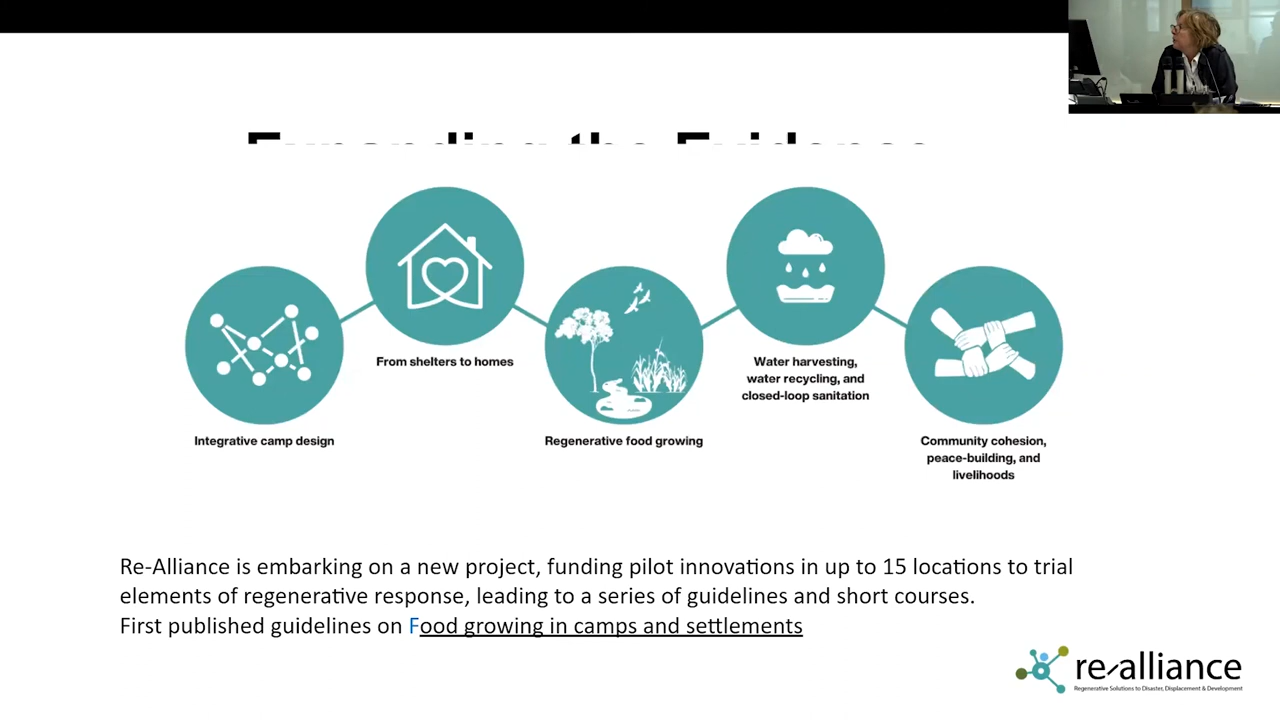 Expanding the Evidence
From shelters to homes
Water harvesting,
water recycling, and
closed-loop sanitation
Integrative camp design
Regenerative food growing
Community cohesion,
peace-building, and
livelihoods
Re-Alliance is embarking on a new project, funding pilot innovations in up to 15 locations to trial
elements of regenerative response, leading to a series of guidelines and short courses.
First published guidelines on Food growing in camps and settlements
re-alliance
Regenerative Solutions to Disaster, Displacement & Development